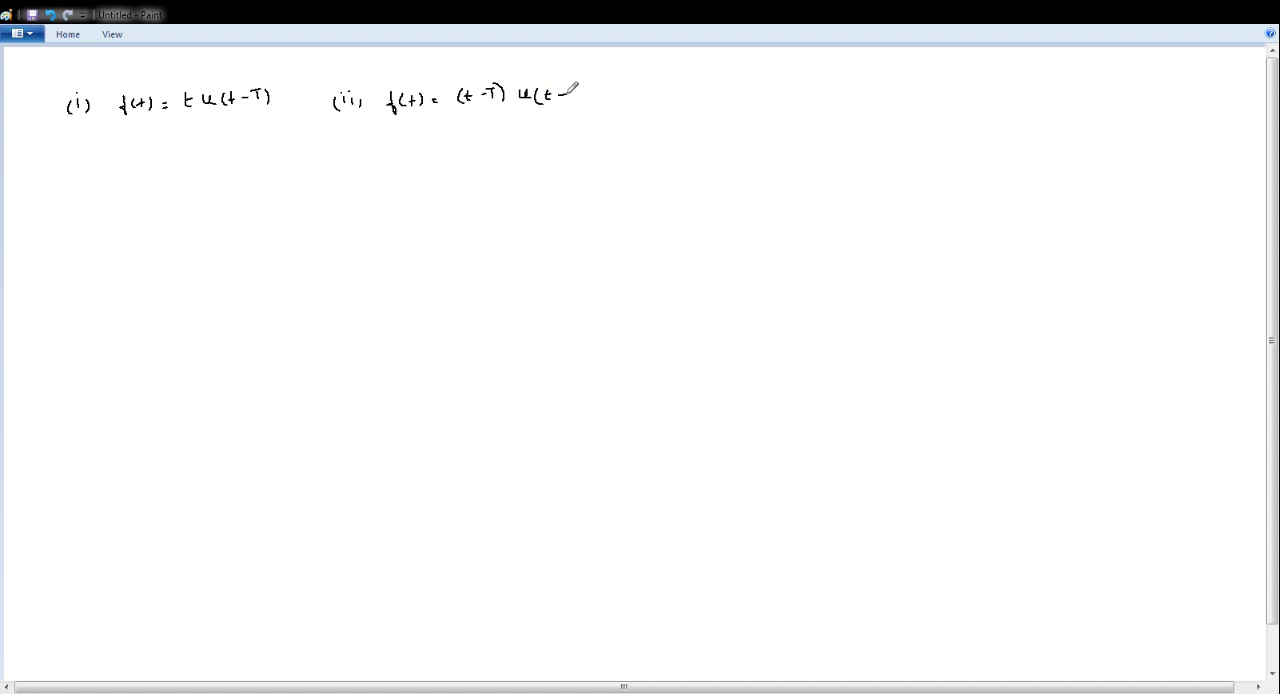 Untitled - Paint
Home View
(i) f(t) = t u(t-T) (ii) f(t) = (t-T) u(t-